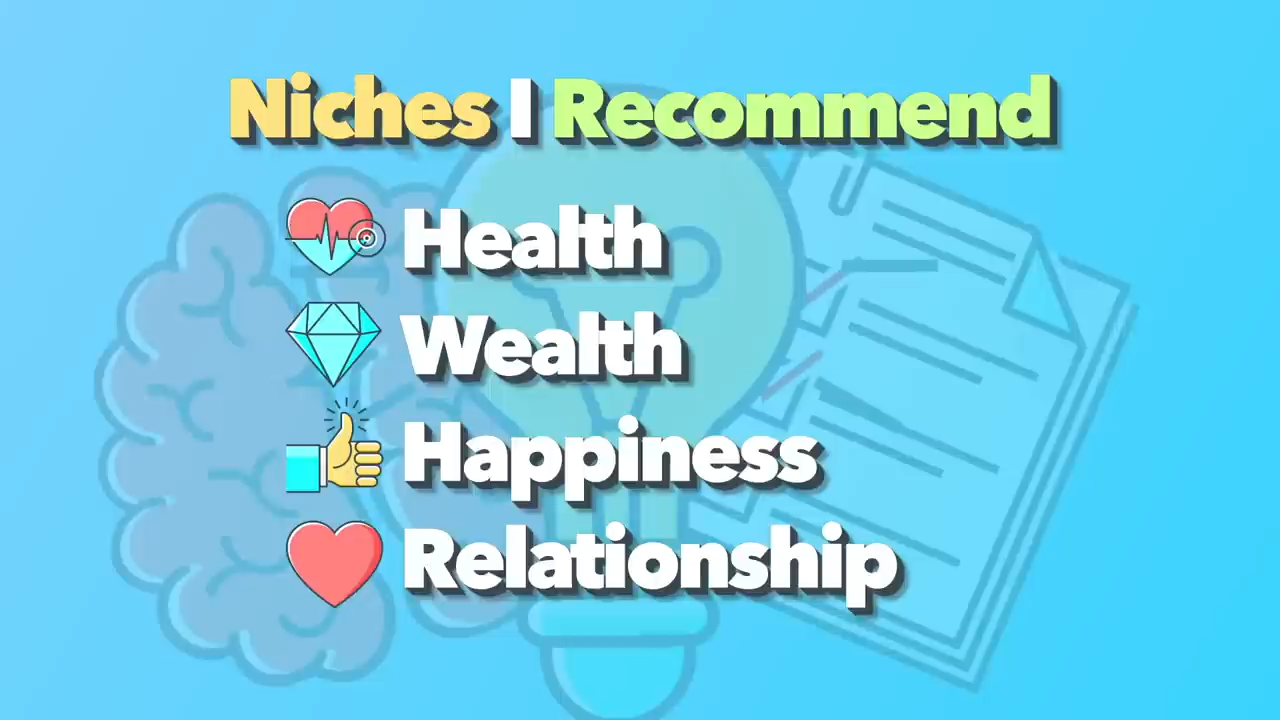 Niches I Recommend
Health
Wealth
Happiness
Relationship